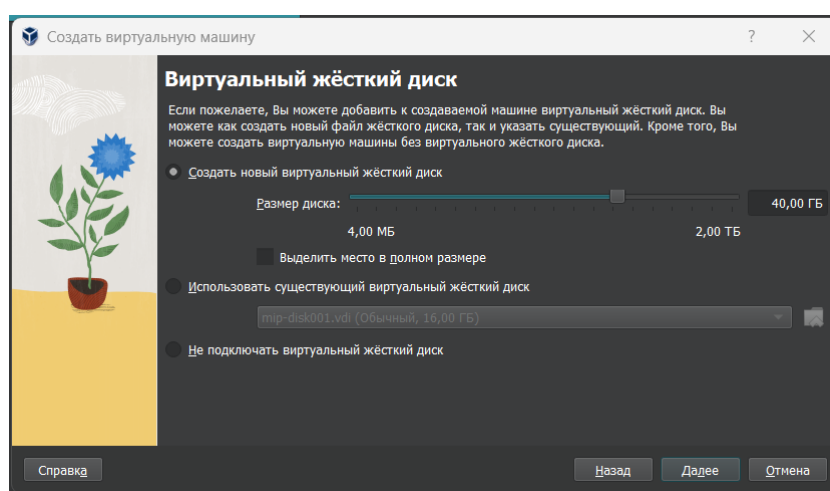 Создать виртуальную машину
?
Виртуальный жёсткий диск
Если пожелаете, Вы можете добавить к создаваемой машине виртуальный жёсткий диск. Вы
можете как создать новый файл жёсткого диска, так и указать существующий. Кроме того, Вы
можете создать виртуальную машины без виртуального жёсткого диска.
Создать новый виртуальный жёсткий диск
Размер диска:
40,00 ГБ
4,00 МБ
2,00 ТБ
Выделить место в полном размере
Использовать существующий виртуальный жёсткий диск
mip-disk001.vdi (Обычный, 16,00 ГБ)
Не подключать виртуальный жёсткий диск
Справка
Назад
Далее
Отмена